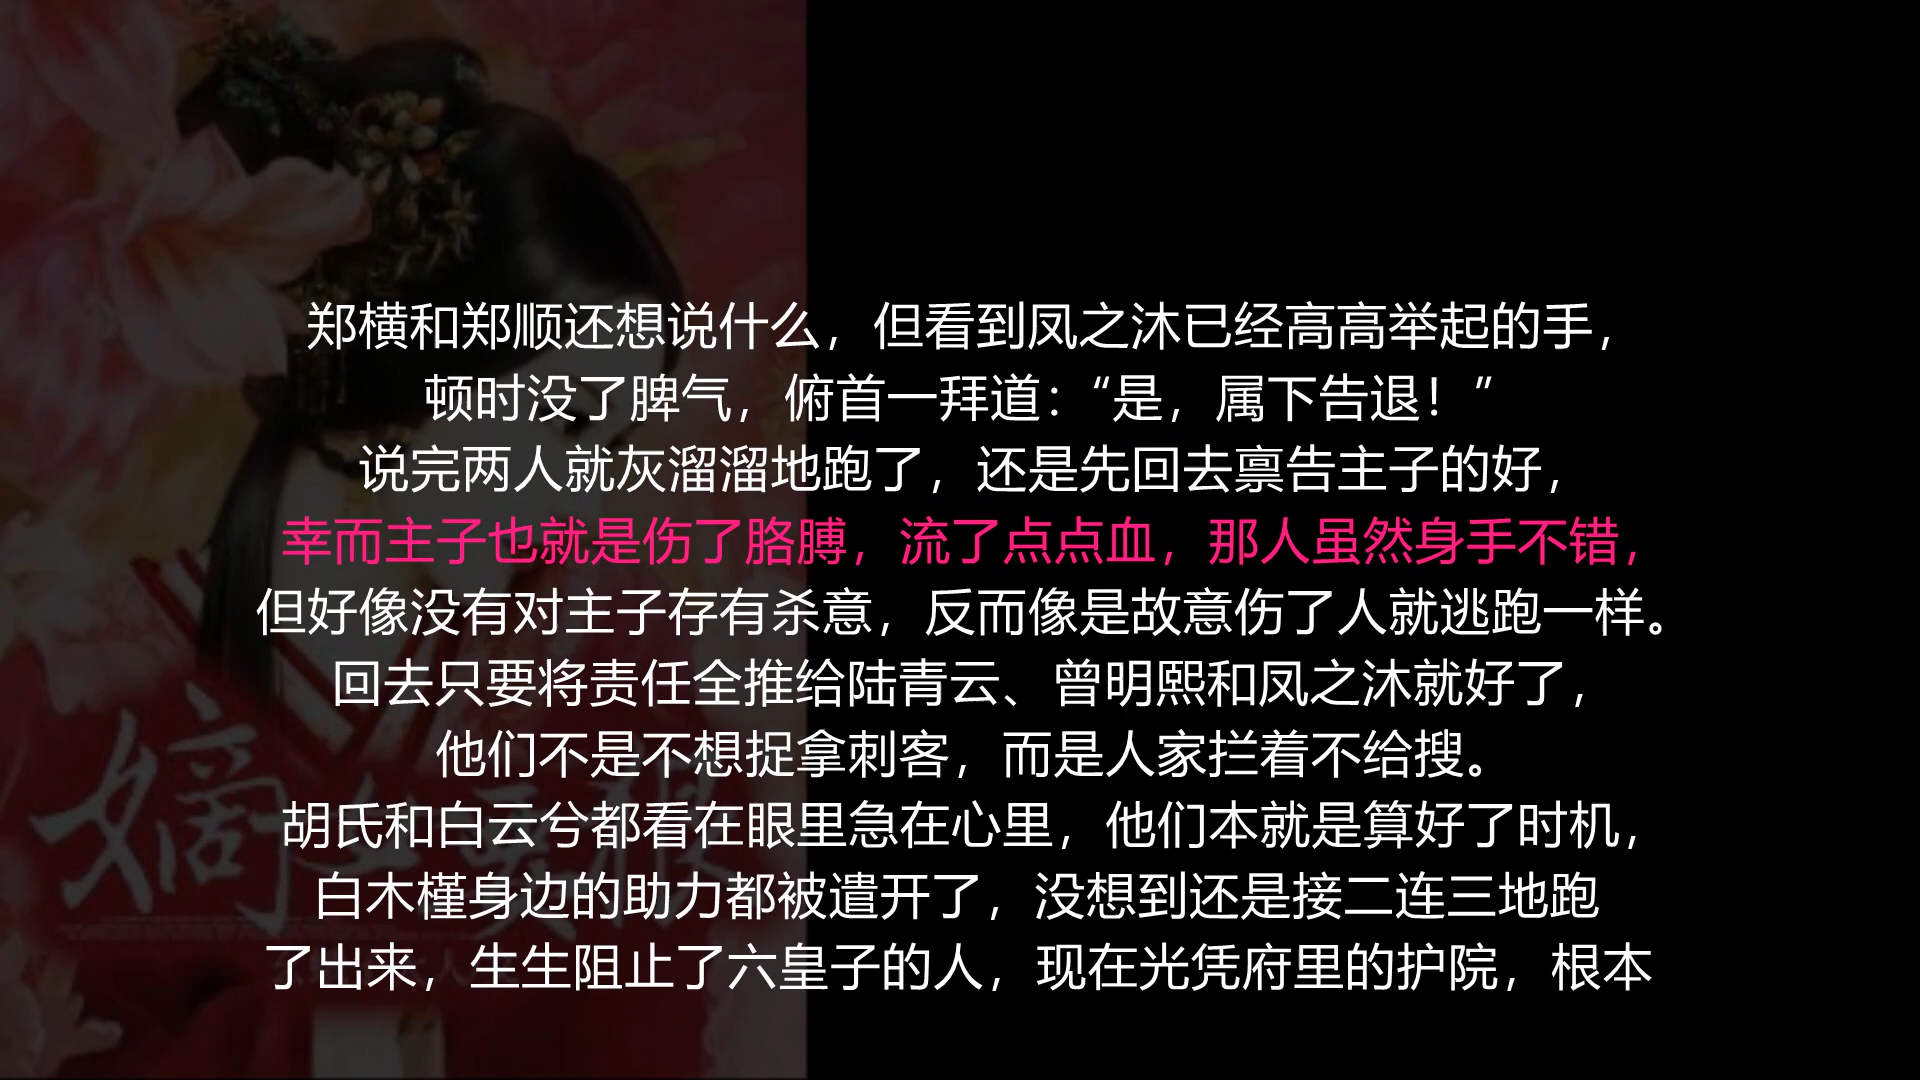 郑横和郑顺还想说什么，但看到凤之沐已经高高举起的手，
顿时没了脾气，俯首一拜道：“是，属下告退！”
说完两人就灰溜溜地跑了，还是先回去禀告主子的好，
幸而主子也就是伤了胳膊，流了点点血，那人虽然身手不错，
但好像没有对主子存有杀意，反而像是故意伤了人就逃跑一样。
回去只要将责任全推给陆青云、曾明熙和凤之沐就好了，
他们不是不想捉拿刺客，而是人家拦着不给搜。
胡氏和白云兮都看在眼里急在心里，他们本就是算好了时机，
白木槿身边的助力都被遣开了，没想到还是接二连三地跑
了出来，生生阻止了六皇子的人，现在光凭府里的护院，根本